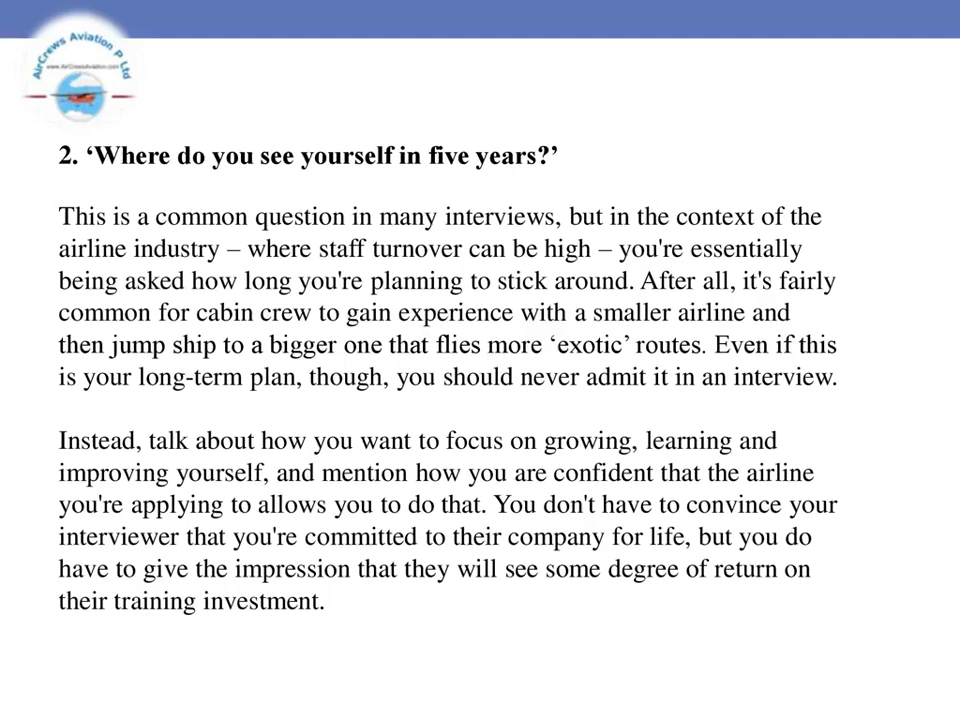 AirCrews Aviation P Ltd
www.AirCrewsAviation.com
2. ‘Where do you see yourself in five years?’
This is a common question in many interviews, but in the context of the
airline industry – where staff turnover can be high – you're essentially
being asked how long you're planning to stick around. After all, it's fairly
common for cabin crew to gain experience with a smaller airline and
then jump ship to a bigger one that flies more ‘exotic’ routes. Even if this
is your long-term plan, though, you should never admit it in an interview.
Instead, talk about how you want to focus on growing, learning and
improving yourself, and mention how you are confident that the airline
you're applying to allows you to do that. You don't have to convince your
interviewer that you're committed to their company for life, but you do
have to give the impression that they will see some degree of return on
their training investment.